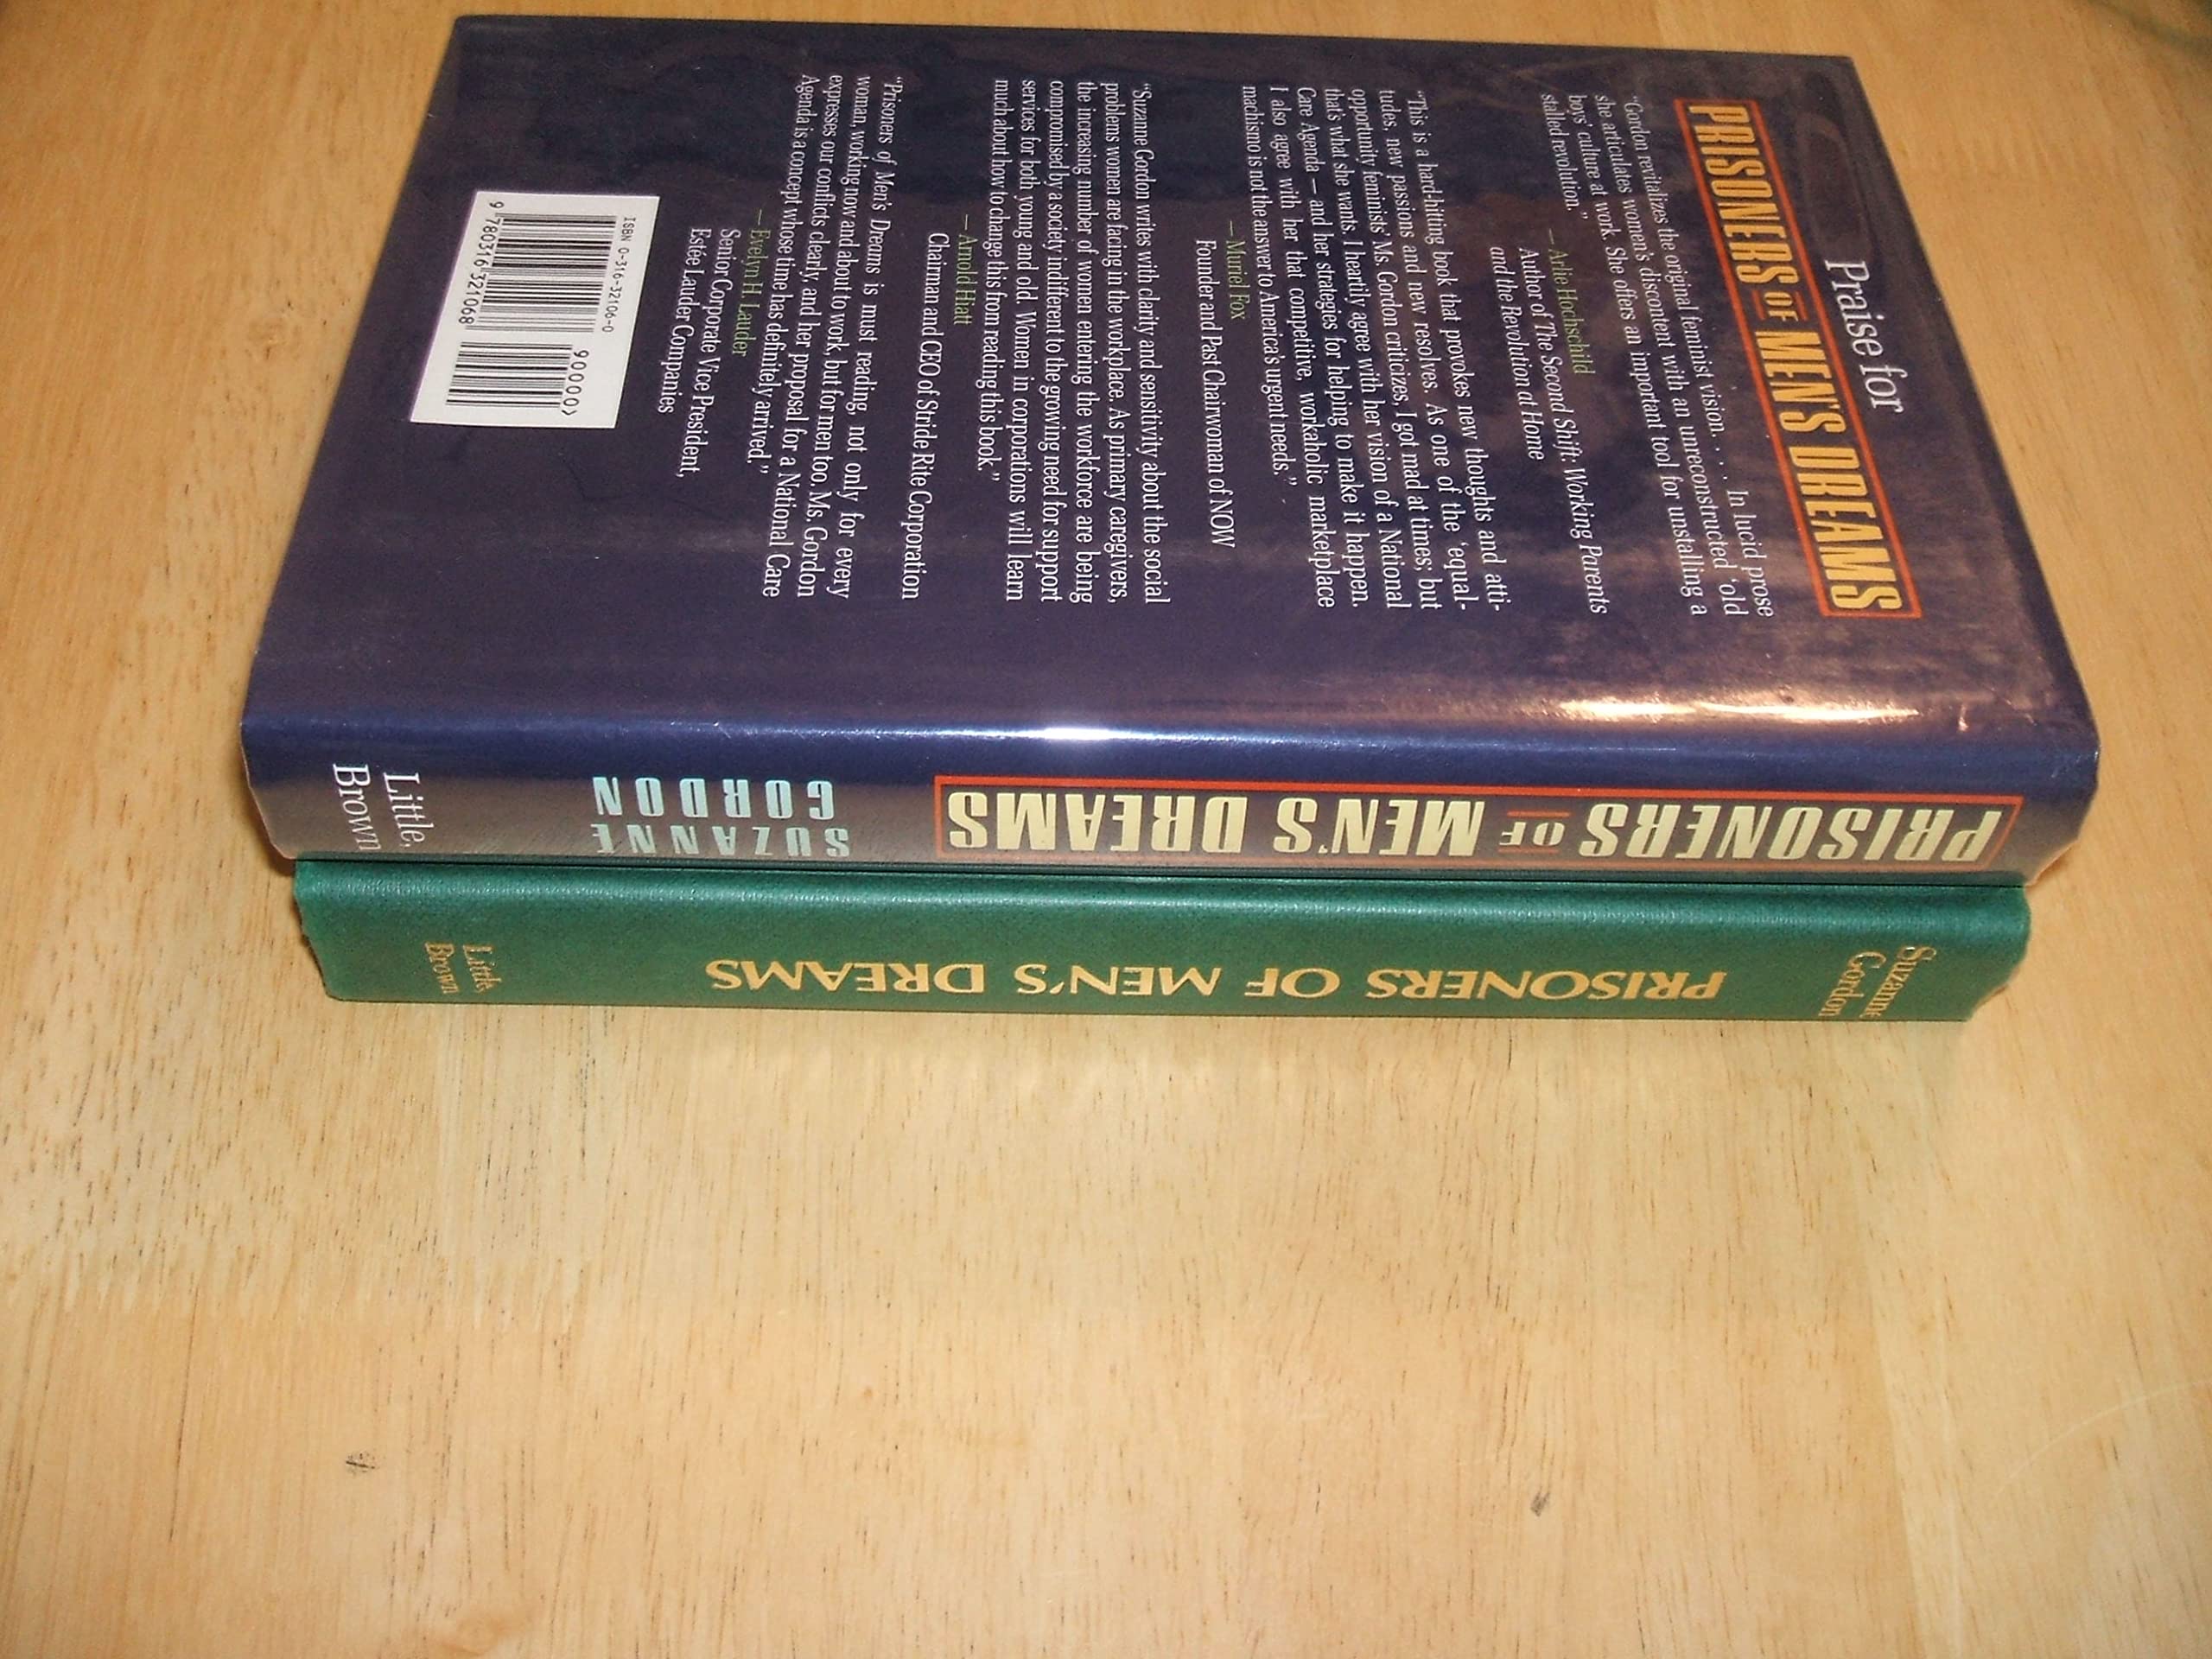 Praise for
PRISONERS OF MEN'S DREAMS
"Gordon revitalizes the original feminist vision. . . . In lucid prose
she articulates women's discontent with an unreconstructed 'old
boys' culture at work. She offers an important tool for unstalling a
stalled revolution."
— Arlie Hochschild
Author of The Second Shift: Working Parents
and the Revolution at Home
"This is a hard-hitting book that provokes new thoughts and atti-
tudes, new passions and new resolves. As one of the 'equal-
opportunity feminists' Ms. Gordon criticizes, I got mad at times; but
that's what she wants. I heartily agree with her vision of a National
Care Agenda – and her strategies for helping to make it happen.
I also agree with her that competitive, workaholic marketplace
machismo is not the answer to America's urgent needs."
— Muriel Fox
Founder and Past Chairwoman of NOW
"Suzanne Gordon writes with clarity and sensitivity about the social
problems women are facing in the workplace. As primary caregivers,
the increasing number of women entering the workforce are being
compromised by a society indifferent to the growing need for support
services for both young and old. Women in corporations will learn
much about how to change this from reading this book."
— Arnold Hiatt
Chairman and CEO of Stride Rite Corporation
"Prisoners of Men's Dreams is must reading, not only for every
woman, working now and about to work, but for men too. Ms. Gordon
expresses our conflicts clearly, and her proposal for a National Care
Agenda is a concept whose time has definitely arrived."
— Evelyn H. Lauder
Senior Corporate Vice President,
Estée Lauder Companies
ISBN 0-316-32106-0
90000>
9 780316 321068
PRISONERS OF MEN'S DREAMS
SUZANNE
GORDON
Little,
Brown
Suzanne
Gordon
PRISONERS OF MEN'S DREAMS
Little,
Brown